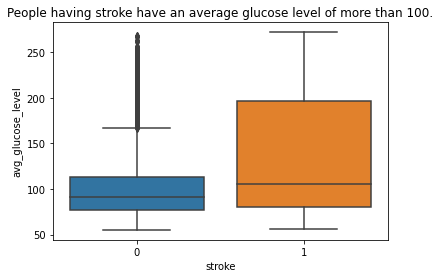 People having stroke have an average glucose level of more than 100.
avg_glucose_level
250
200
150
100
50
0 1
stroke